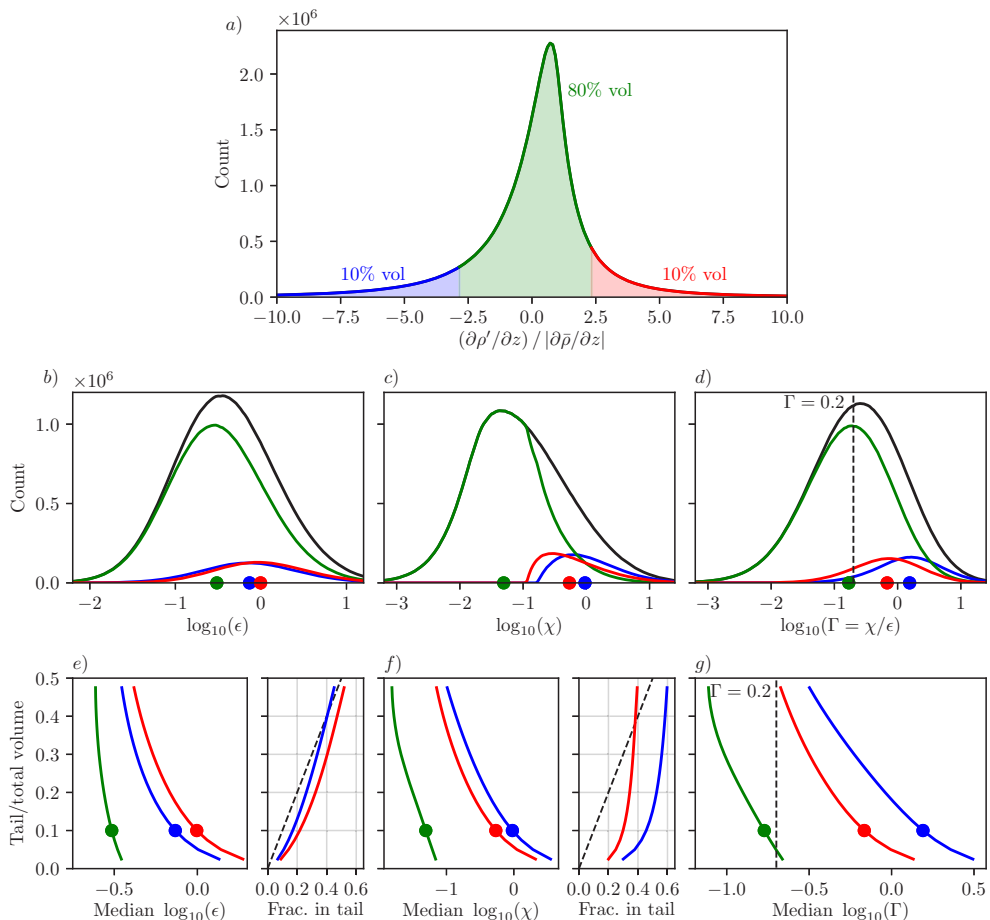 a)
×10⁶
2.0
1.5
1.0
0.5
0.0
Count
80% vol
10% vol
10% vol
−10.0 −7.5 −5.0 −2.5 0.0 2.5 5.0 7.5 10.0
(∂ρ′/∂z) / |∂ρ̄/∂z|
b) ×10⁶
1.0
0.5
0.0
Count
−2 −1 0 1
log₁₀(ϵ)
c)
−3 −2 −1 0 1
log₁₀(χ)
d)
Γ = 0.2
−3 −2 −1 0 1
log₁₀(Γ = χ/ϵ)
e)
0.5
0.4
0.3
0.2
0.1
0.0
Tail/total volume
−0.5 0.0
Median log₁₀(ϵ)
0.0 0.2 0.4 0.6
Frac. in tail
f)
−1 0
Median log₁₀(χ)
0.0 0.2 0.4 0.6
Frac. in tail
g)
Γ = 0.2
−1.0 −0.5 0.0 0.5
Median log₁₀(Γ)